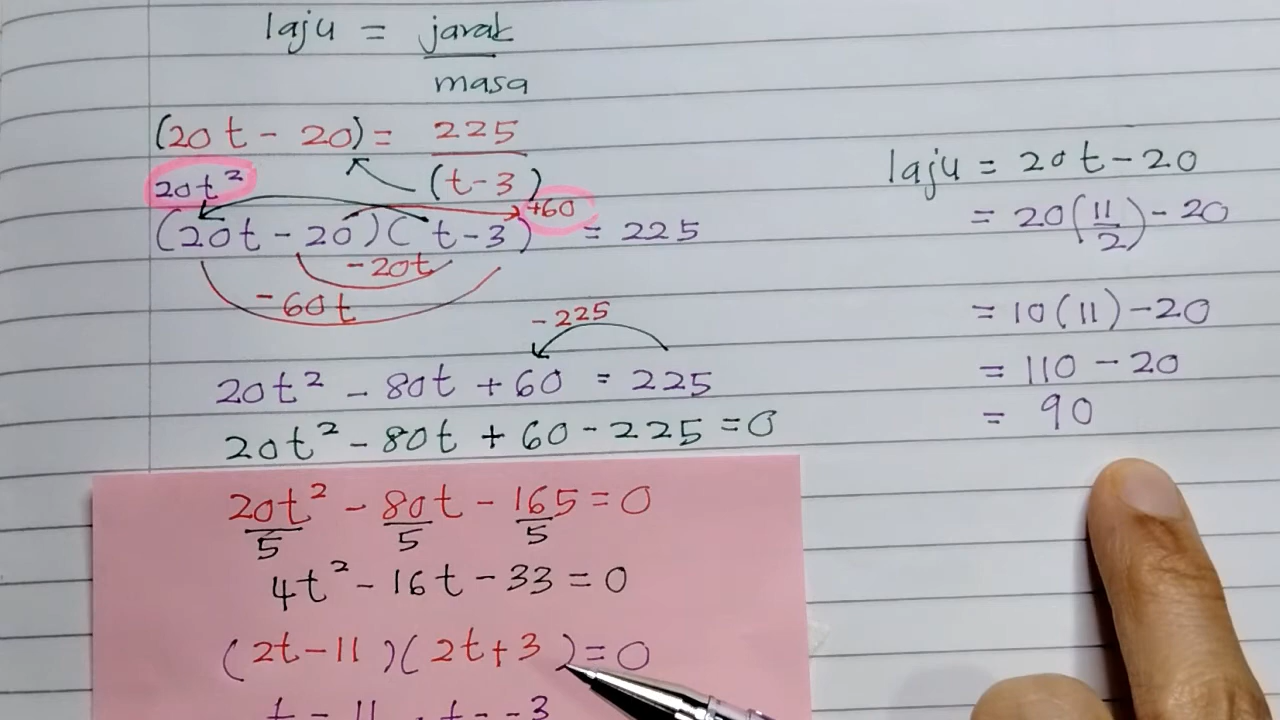 laju = jarak
masa
(20t - 20) = 225
(t-3)
20t²
+60
(20t - 20)(t-3) = 225
-20t
-60t
-225
20t² - 80t + 60 = 225
20t² - 80t + 60 - 225 = 0
20t² - 80t - 165 = 0
5 5 5
4t² - 16t - 33 = 0
(2t - 11)(2t + 3) = 0
t = 11 , t = -3
laju = 20t - 20
= 20(11/2) - 20
= 10(11) - 20
= 110 - 20
= 90